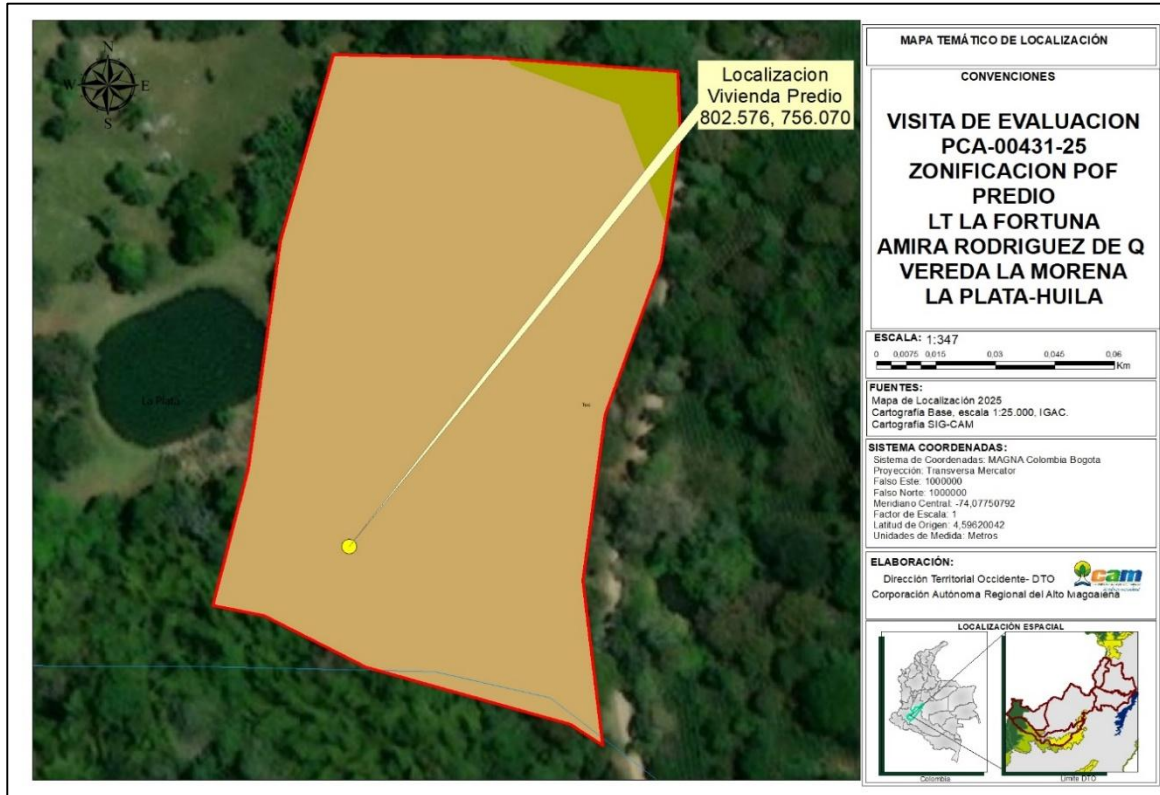 N
W E
S
Localizacion
Vivienda Predio
802.576, 756.070
La Plata
MAPA TEMÁTICO DE LOCALIZACIÓN
CONVENCIONES
VISITA DE EVALUACION
PCA-00431-25
ZONIFICACION POF
PREDIO
LT LA FORTUNA
AMIRA RODRIGUEZ DE Q
VEREDA LA MORENA
LA PLATA-HUILA
ESCALA: 1:347
0 0,0075 0,015 0,03 0,045 0,06
Km
FUENTES:
Mapa de Localización 2025
Cartografía Base, escala 1:25.000, IGAC.
Cartografía SIG-CAM
SISTEMA COORDENADAS:
Sistema de Coordenadas: MAGNA Colombia Bogota
Proyección: Transversa Mercator
Falso Este: 1000000
Falso Norte: 1000000
Meridiano Central: -74,07750792
Factor de Escala: 1
Latitud de Origen: 4,59620042
Unidades de Medida: Metros
ELABORACIÓN:
Dirección Territorial Occidente- DTO
cam
Corporación Autónoma Regional del Alto Magdalena
LOCALIZACIÓN ESPACIAL
Colombia
Limite DTO